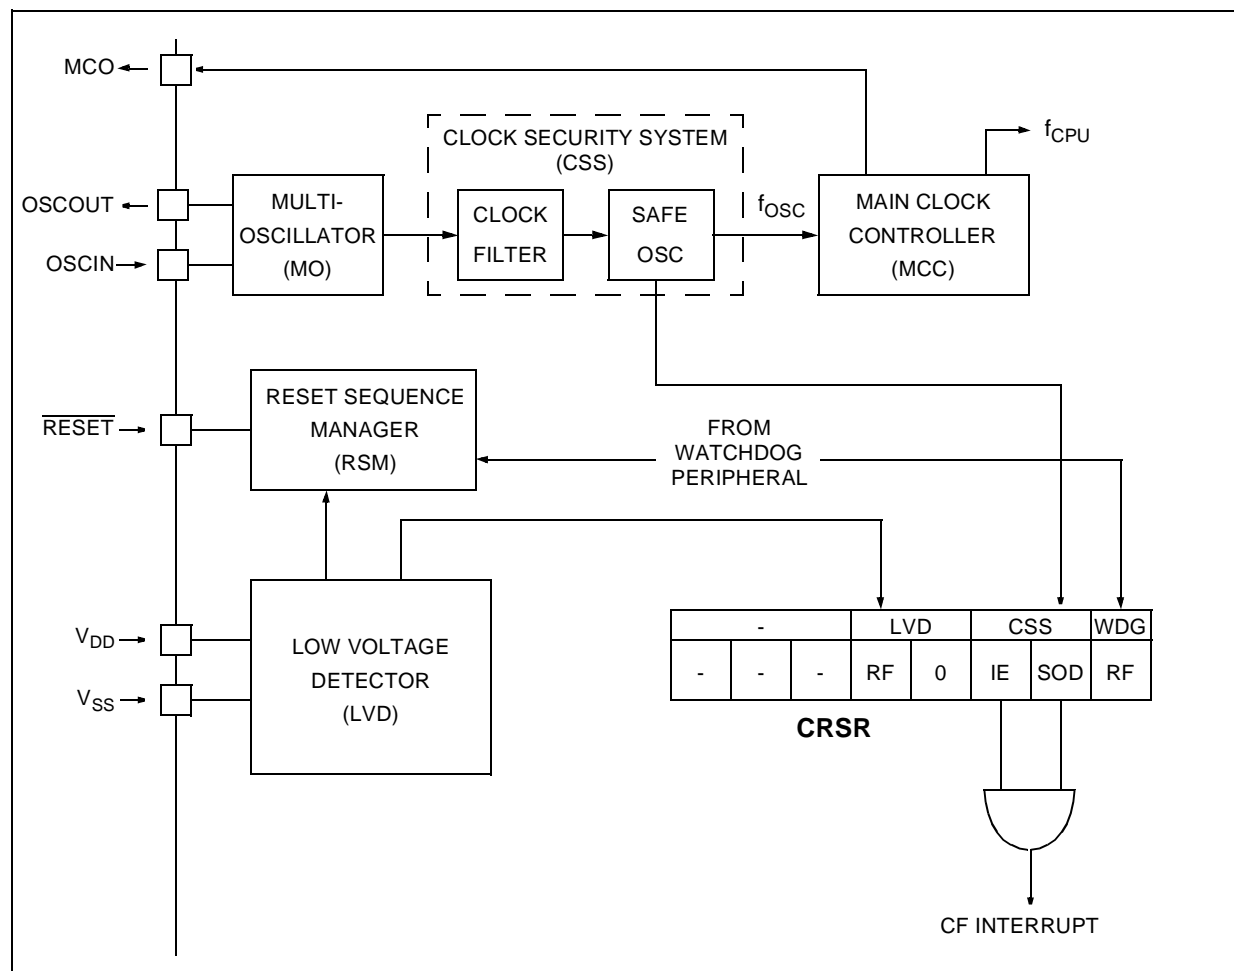 MCO
fCPU
CLOCK SECURITY SYSTEM
(CSS)
OSCOUT
OSCIN
MULTI-
OSCILLATOR
(MO)
CLOCK
FILTER
SAFE
OSC
fOSC
MAIN CLOCK
CONTROLLER
(MCC)
RESET
RESET SEQUENCE
MANAGER
(RSM)
FROM
WATCHDOG
PERIPHERAL
VDD
VSS
LOW VOLTAGE
DETECTOR
(LVD)
- LVD CSS WDG
- - - RF 0 IE SOD RF
CRSR
CF INTERRUPT